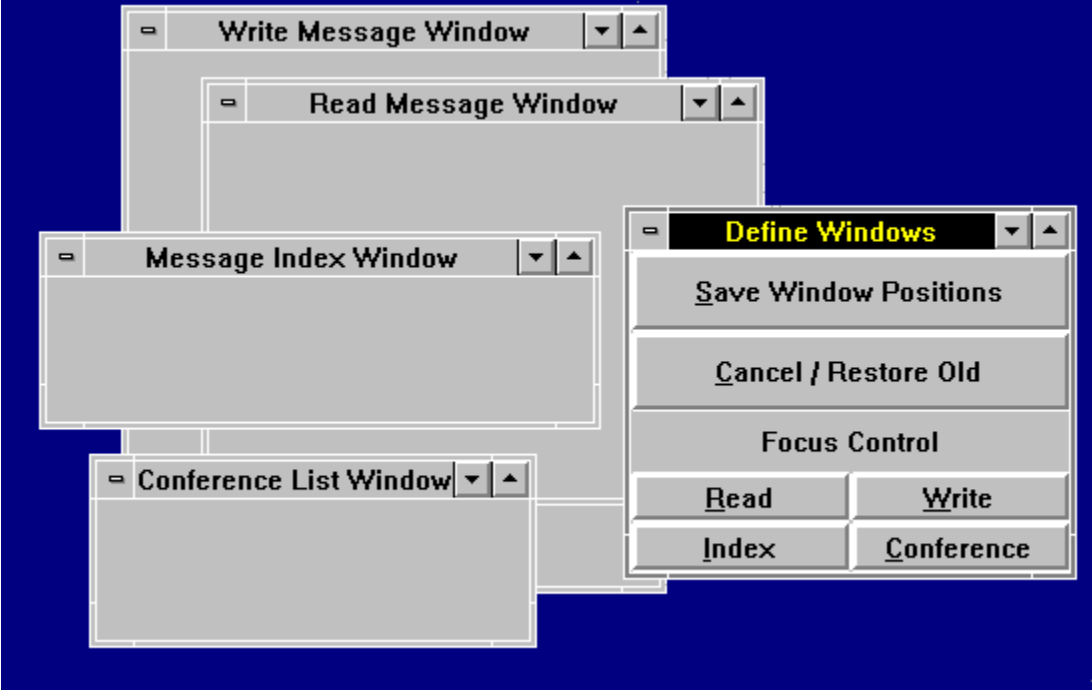 Write Message Window
Read Message Window
Define Windows
Message Index Window
Save Window Positions
Cancel / Restore Old
Focus Control
Conference List Window
Read Write
Index Conference